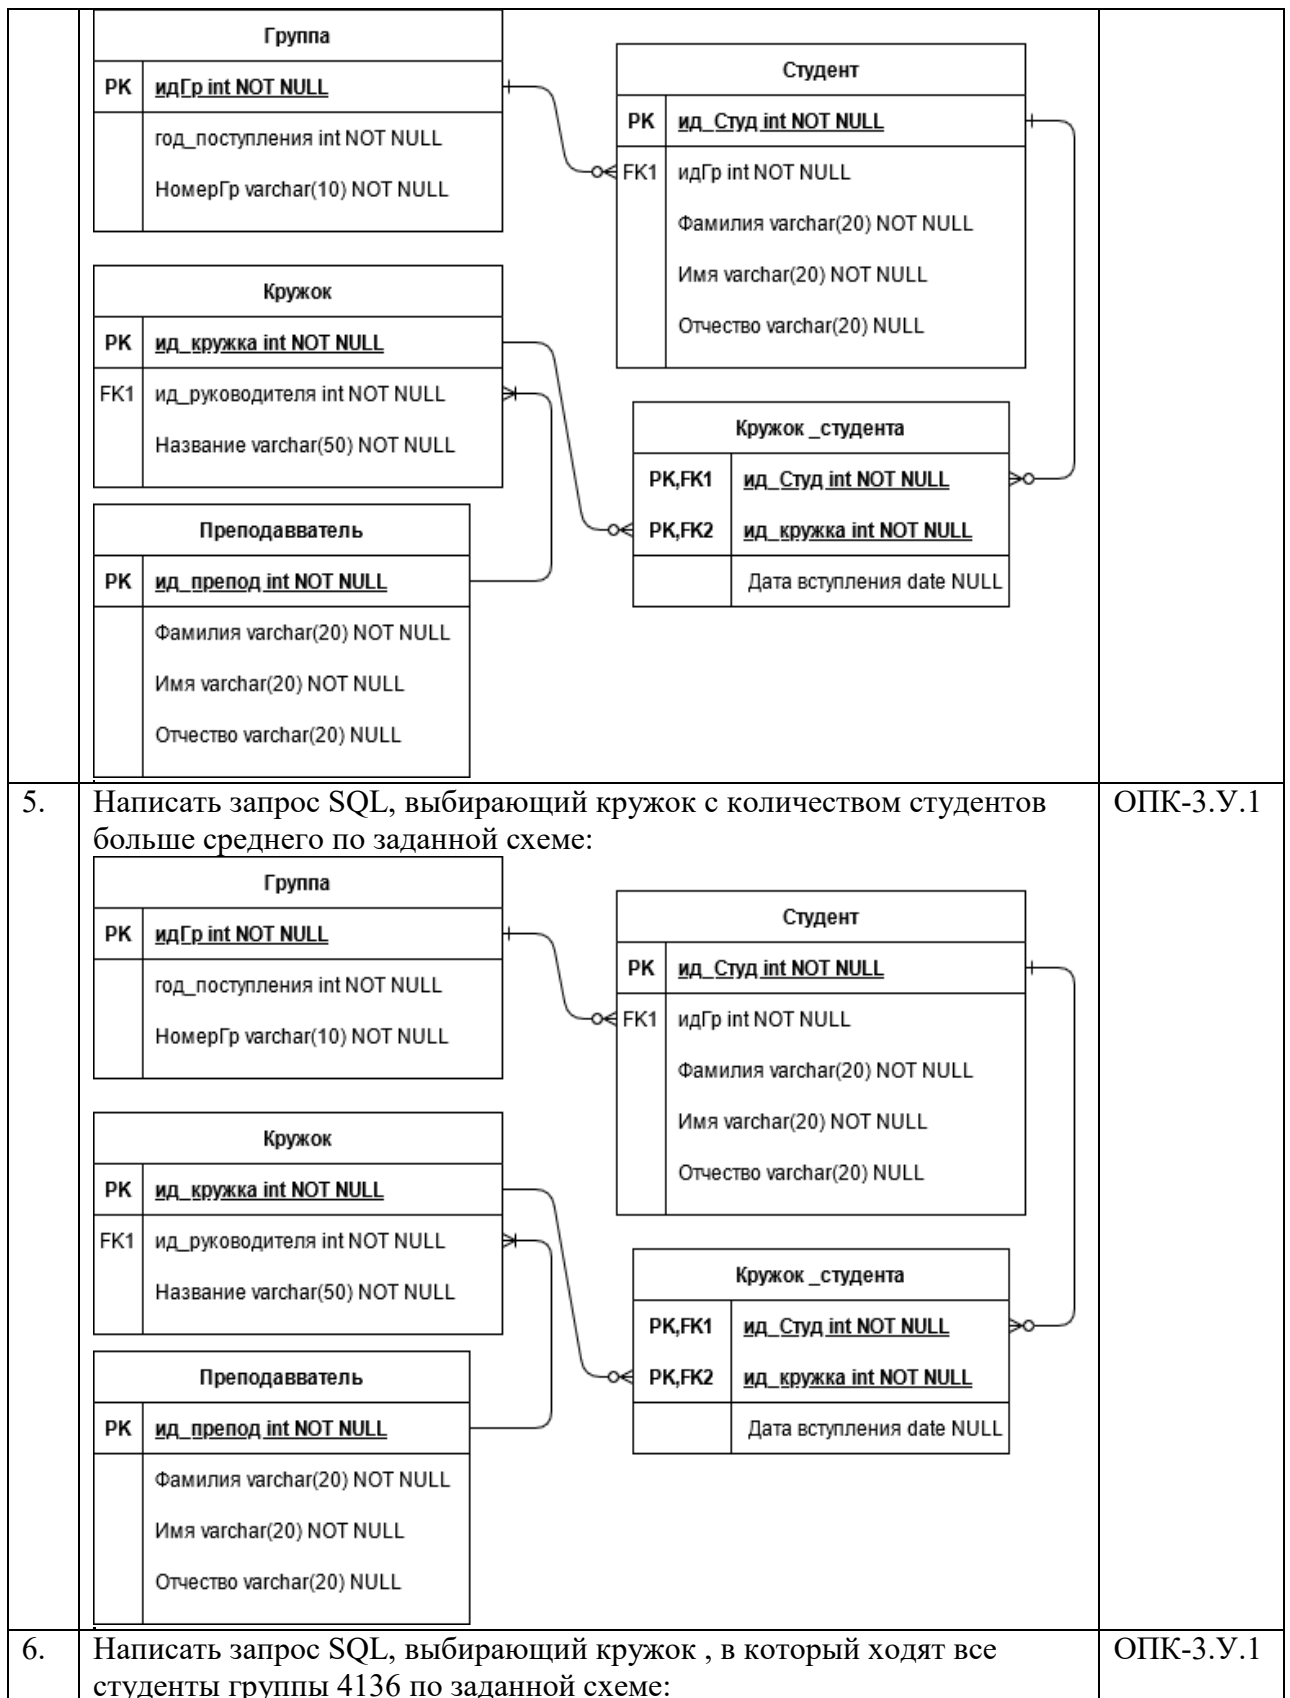 Группа
PK идГр int NOT NULL
год_поступления int NOT NULL
НомерГр varchar(10) NOT NULL
Студент
PK ид_Студ int NOT NULL
FK1 идГр int NOT NULL
Фамилия varchar(20) NOT NULL
Имя varchar(20) NOT NULL
Отчество varchar(20) NULL
Кружок
PK ид_кружка int NOT NULL
FK1 ид_руководителя int NOT NULL
Название varchar(50) NOT NULL
Кружок _студента
PK,FK1 ид_Студ int NOT NULL
PK,FK2 ид_кружка int NOT NULL
Дата вступления date NULL
Преподавватель
PK ид_препод int NOT NULL
Фамилия varchar(20) NOT NULL
Имя varchar(20) NOT NULL
Отчество varchar(20) NULL
5. Написать запрос SQL, выбирающий кружок с количеством студентов ОПК-3.У.1
больше среднего по заданной схеме:
Группа
PK идГр int NOT NULL
год_поступления int NOT NULL
НомерГр varchar(10) NOT NULL
Студент
PK ид_Студ int NOT NULL
FK1 идГр int NOT NULL
Фамилия varchar(20) NOT NULL
Имя varchar(20) NOT NULL
Отчество varchar(20) NULL
Кружок
PK ид_кружка int NOT NULL
FK1 ид_руководителя int NOT NULL
Название varchar(50) NOT NULL
Кружок _студента
PK,FK1 ид_Студ int NOT NULL
PK,FK2 ид_кружка int NOT NULL
Дата вступления date NULL
Преподавватель
PK ид_препод int NOT NULL
Фамилия varchar(20) NOT NULL
Имя varchar(20) NOT NULL
Отчество varchar(20) NULL
6. Написать запрос SQL, выбирающий кружок , в который ходят все ОПК-3.У.1
студенты группы 4136 по заданной схеме: